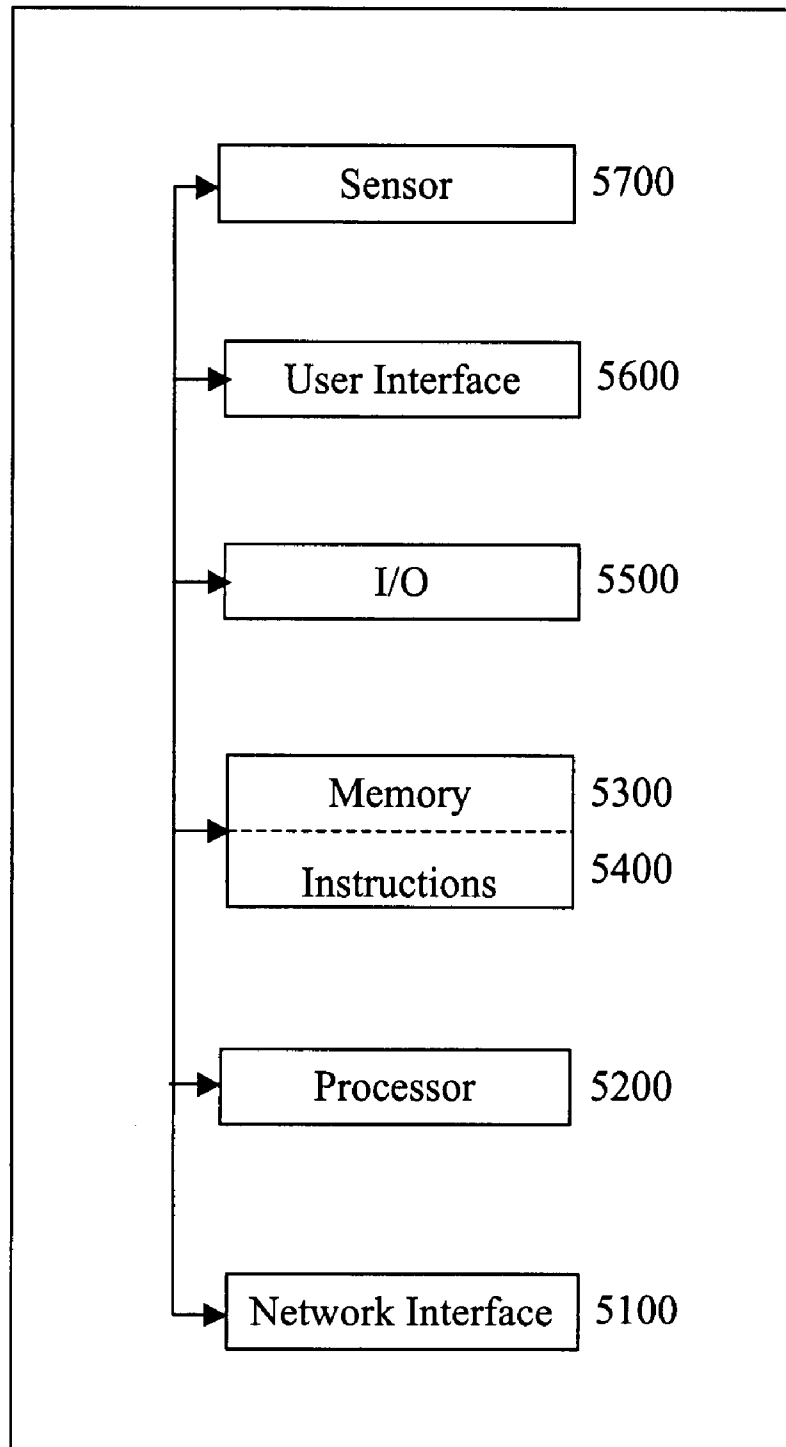 Sensor 5700
User Interface 5600
I/O 5500
Memory 5300
Instructions 5400
Processor 5200
Network Interface 5100